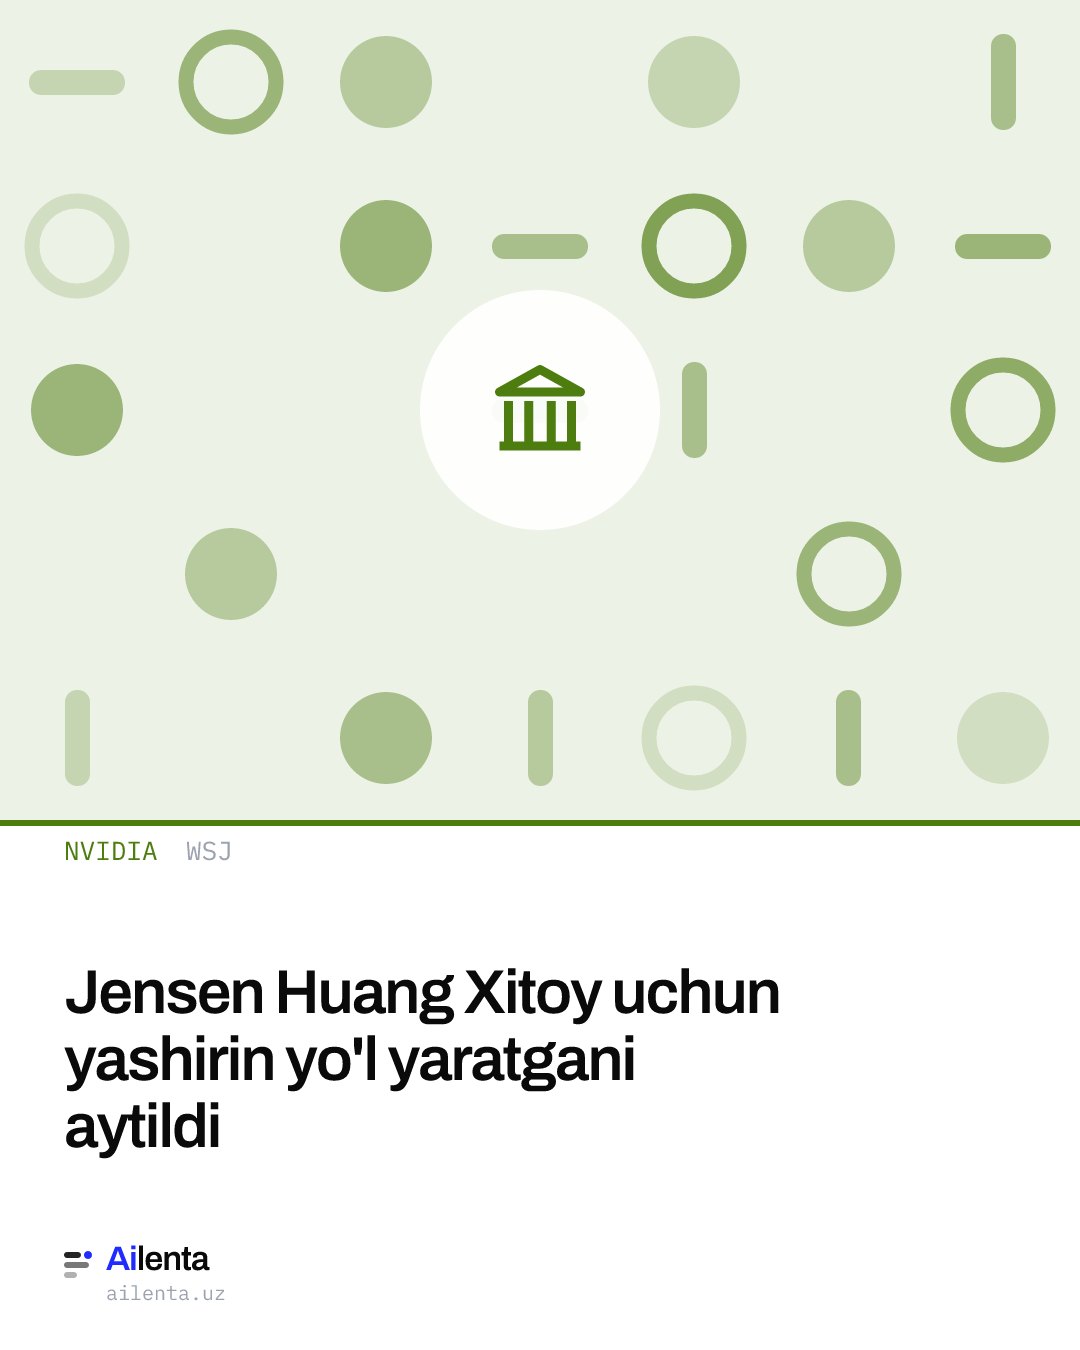 NVIDIA WSJ
Jensen Huang Xitoy uchun
yashirin yo'l yaratgani
aytildi
Ailenta
ailenta.uz